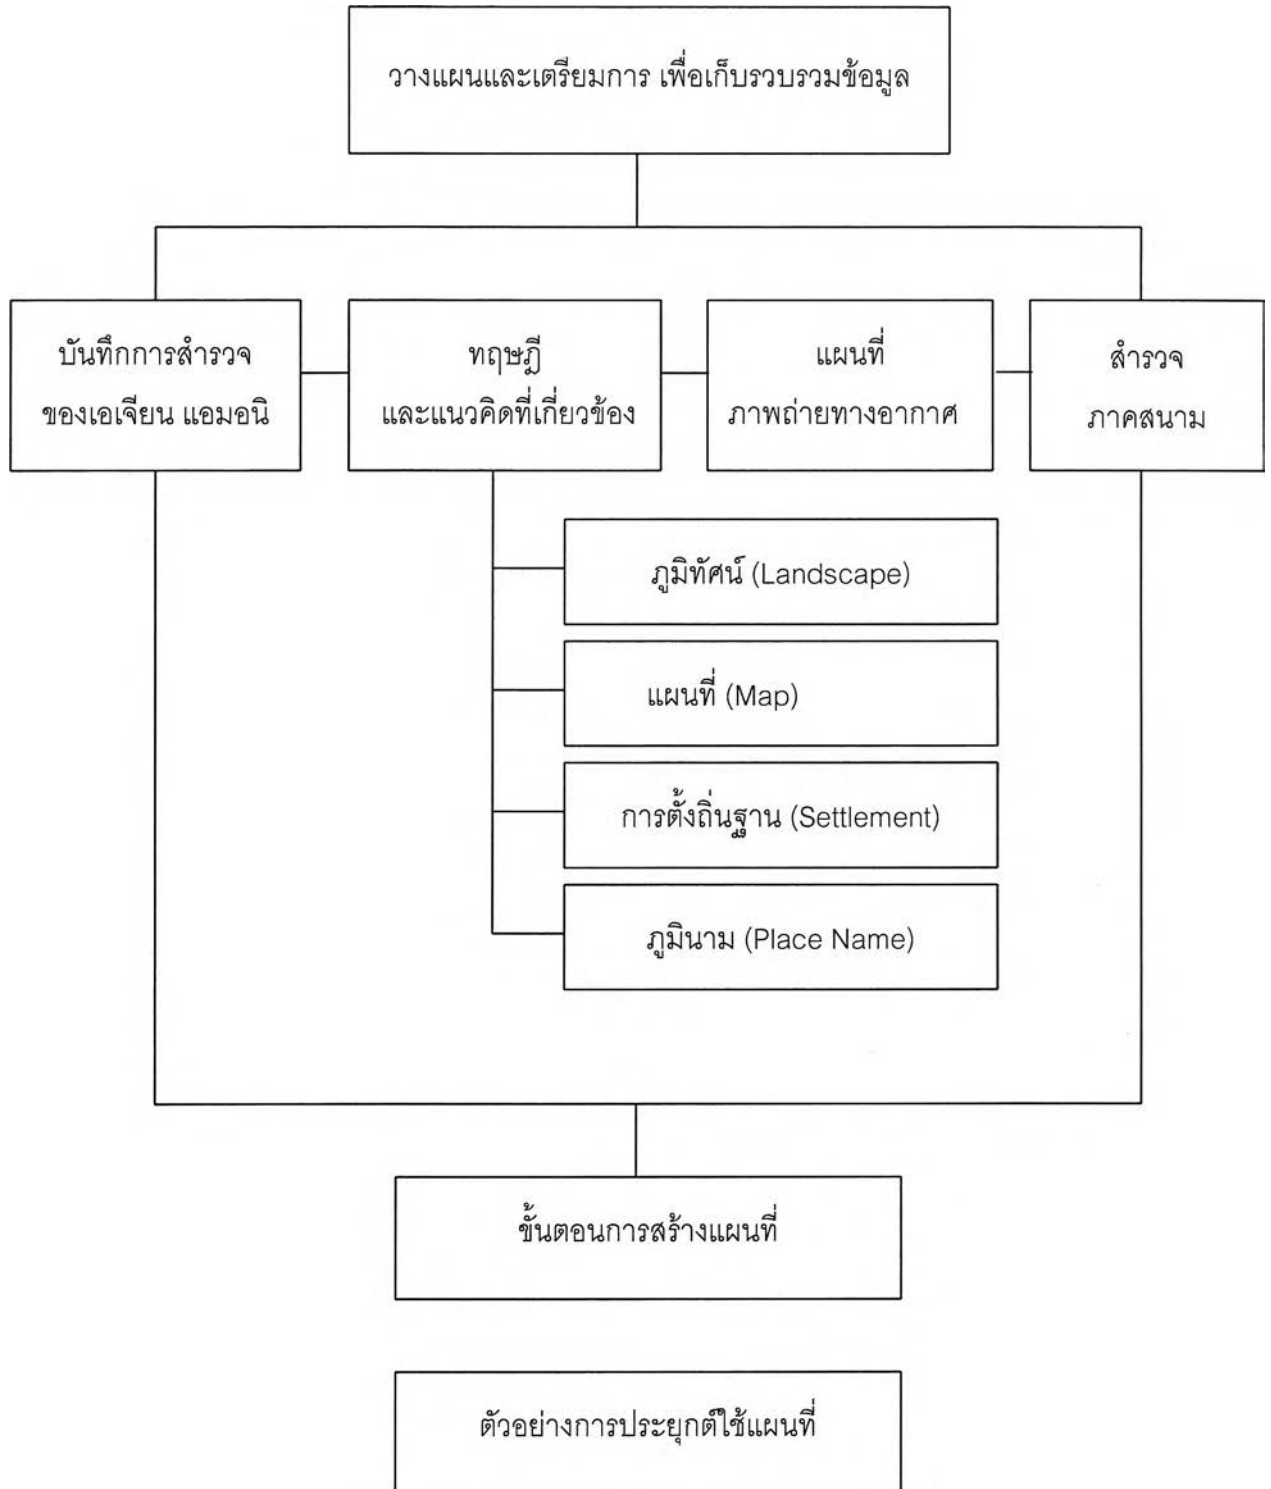 วางแผนและเตรียมการ เพื่อเก็บรวบรวมข้อมูล
บันทึกการสำรวจ
ของเอเจียน แอมอนิ
ทฤษฎี
และแนวคิดที่เกี่ยวข้อง
แผนที่
ภาพถ่ายทางอากาศ
สำรวจ
ภาคสนาม
ภูมิทัศน์ (Landscape)
แผนที่ (Map)
การตั้งถิ่นฐาน (Settlement)
ภูมินาม (Place Name)
ขั้นตอนการสร้างแผนที่
ตัวอย่างการประยุกต์ใช้แผนที่